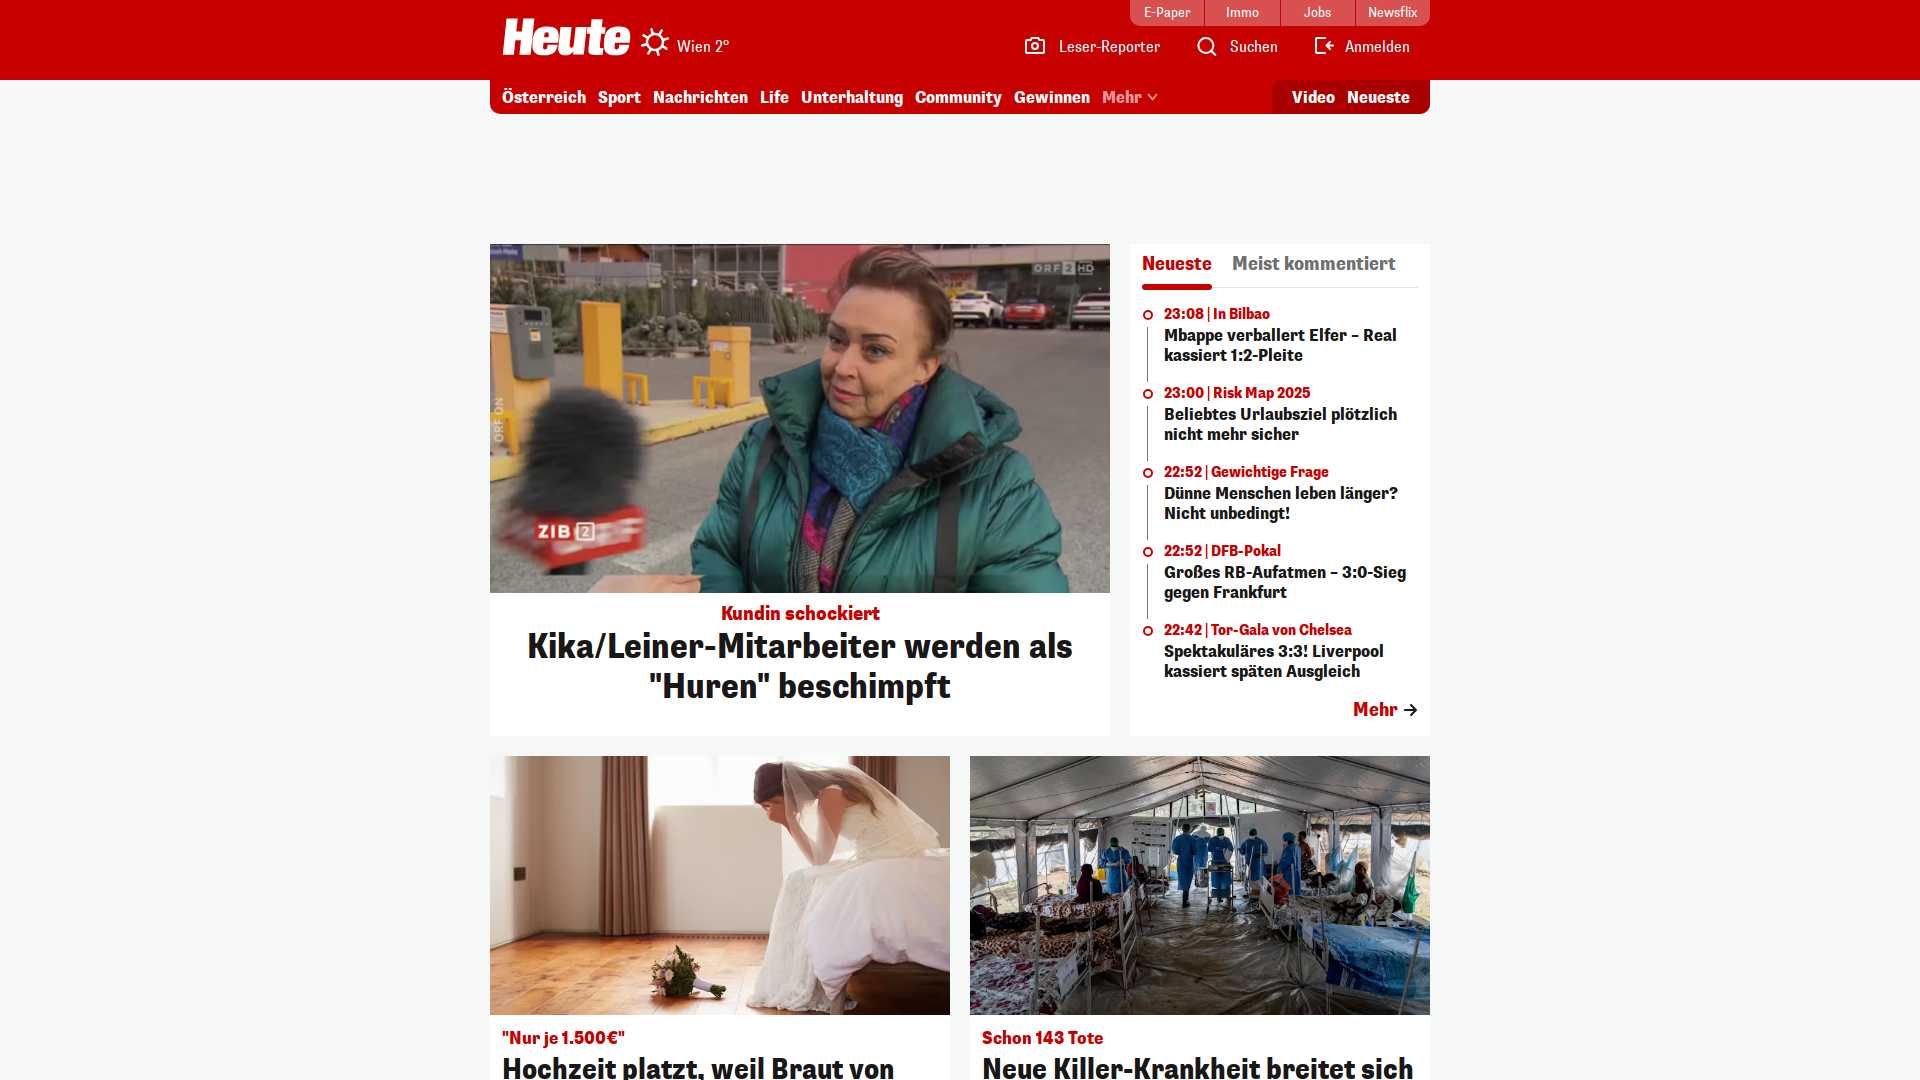 E-Paper
Immo
Jobs
Newsflix
Heute
Wien 2°
Leser-Reporter
Suchen
Anmelden
Österreich
Sport
Nachrichten
Life
Unterhaltung
Community
Gewinnen
Mehr
Video
Neueste
ORF 2 HD
ORF ON
ZIB 2
Kundin schockiert
Kika/Leiner-Mitarbeiter werden als
"Huren" beschimpft
Neueste
Meist kommentiert
23:08 | In Bilbao
Mbappe verballert Elfer – Real
kassiert 1:2-Pleite
23:00 | Risk Map 2025
Beliebtes Urlaubsziel plötzlich
nicht mehr sicher
22:52 | Gewichtige Frage
Dünne Menschen leben länger?
Nicht unbedingt!
22:52 | DFB-Pokal
Großes RB-Aufatmen – 3:0-Sieg
gegen Frankfurt
22:42 | Tor-Gala von Chelsea
Spektakuläres 3:3! Liverpool
kassiert späten Ausgleich
Mehr
"Nur je 1.500€"
Hochzeit platzt, weil Braut von
Schon 143 Tote
Neue Killer-Krankheit breitet sich